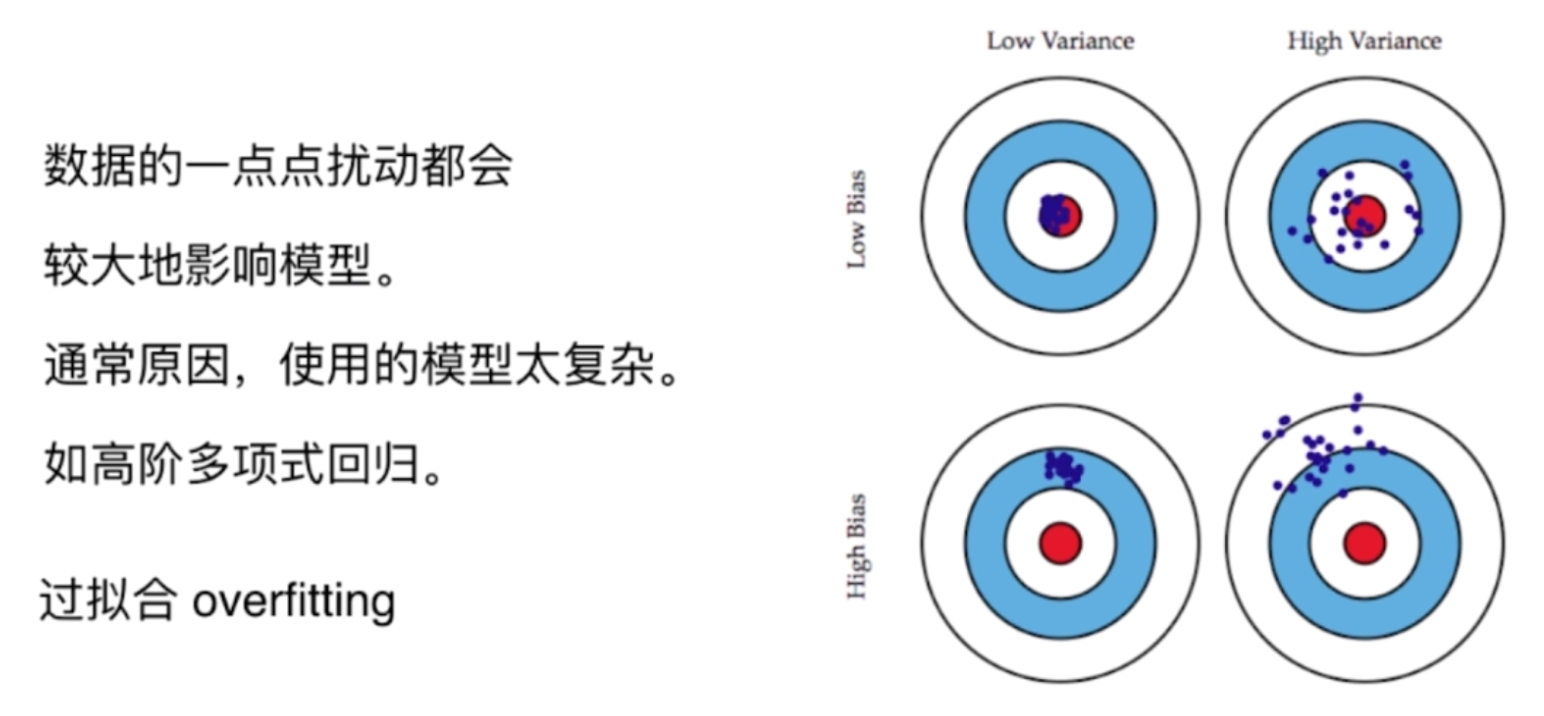 数据的一点点扰动都会
较大地影响模型。
通常原因，使用的模型太复杂。
如高阶多项式回归。
过拟合 overfitting
Low Variance
High Variance
Low Bias
High Bias